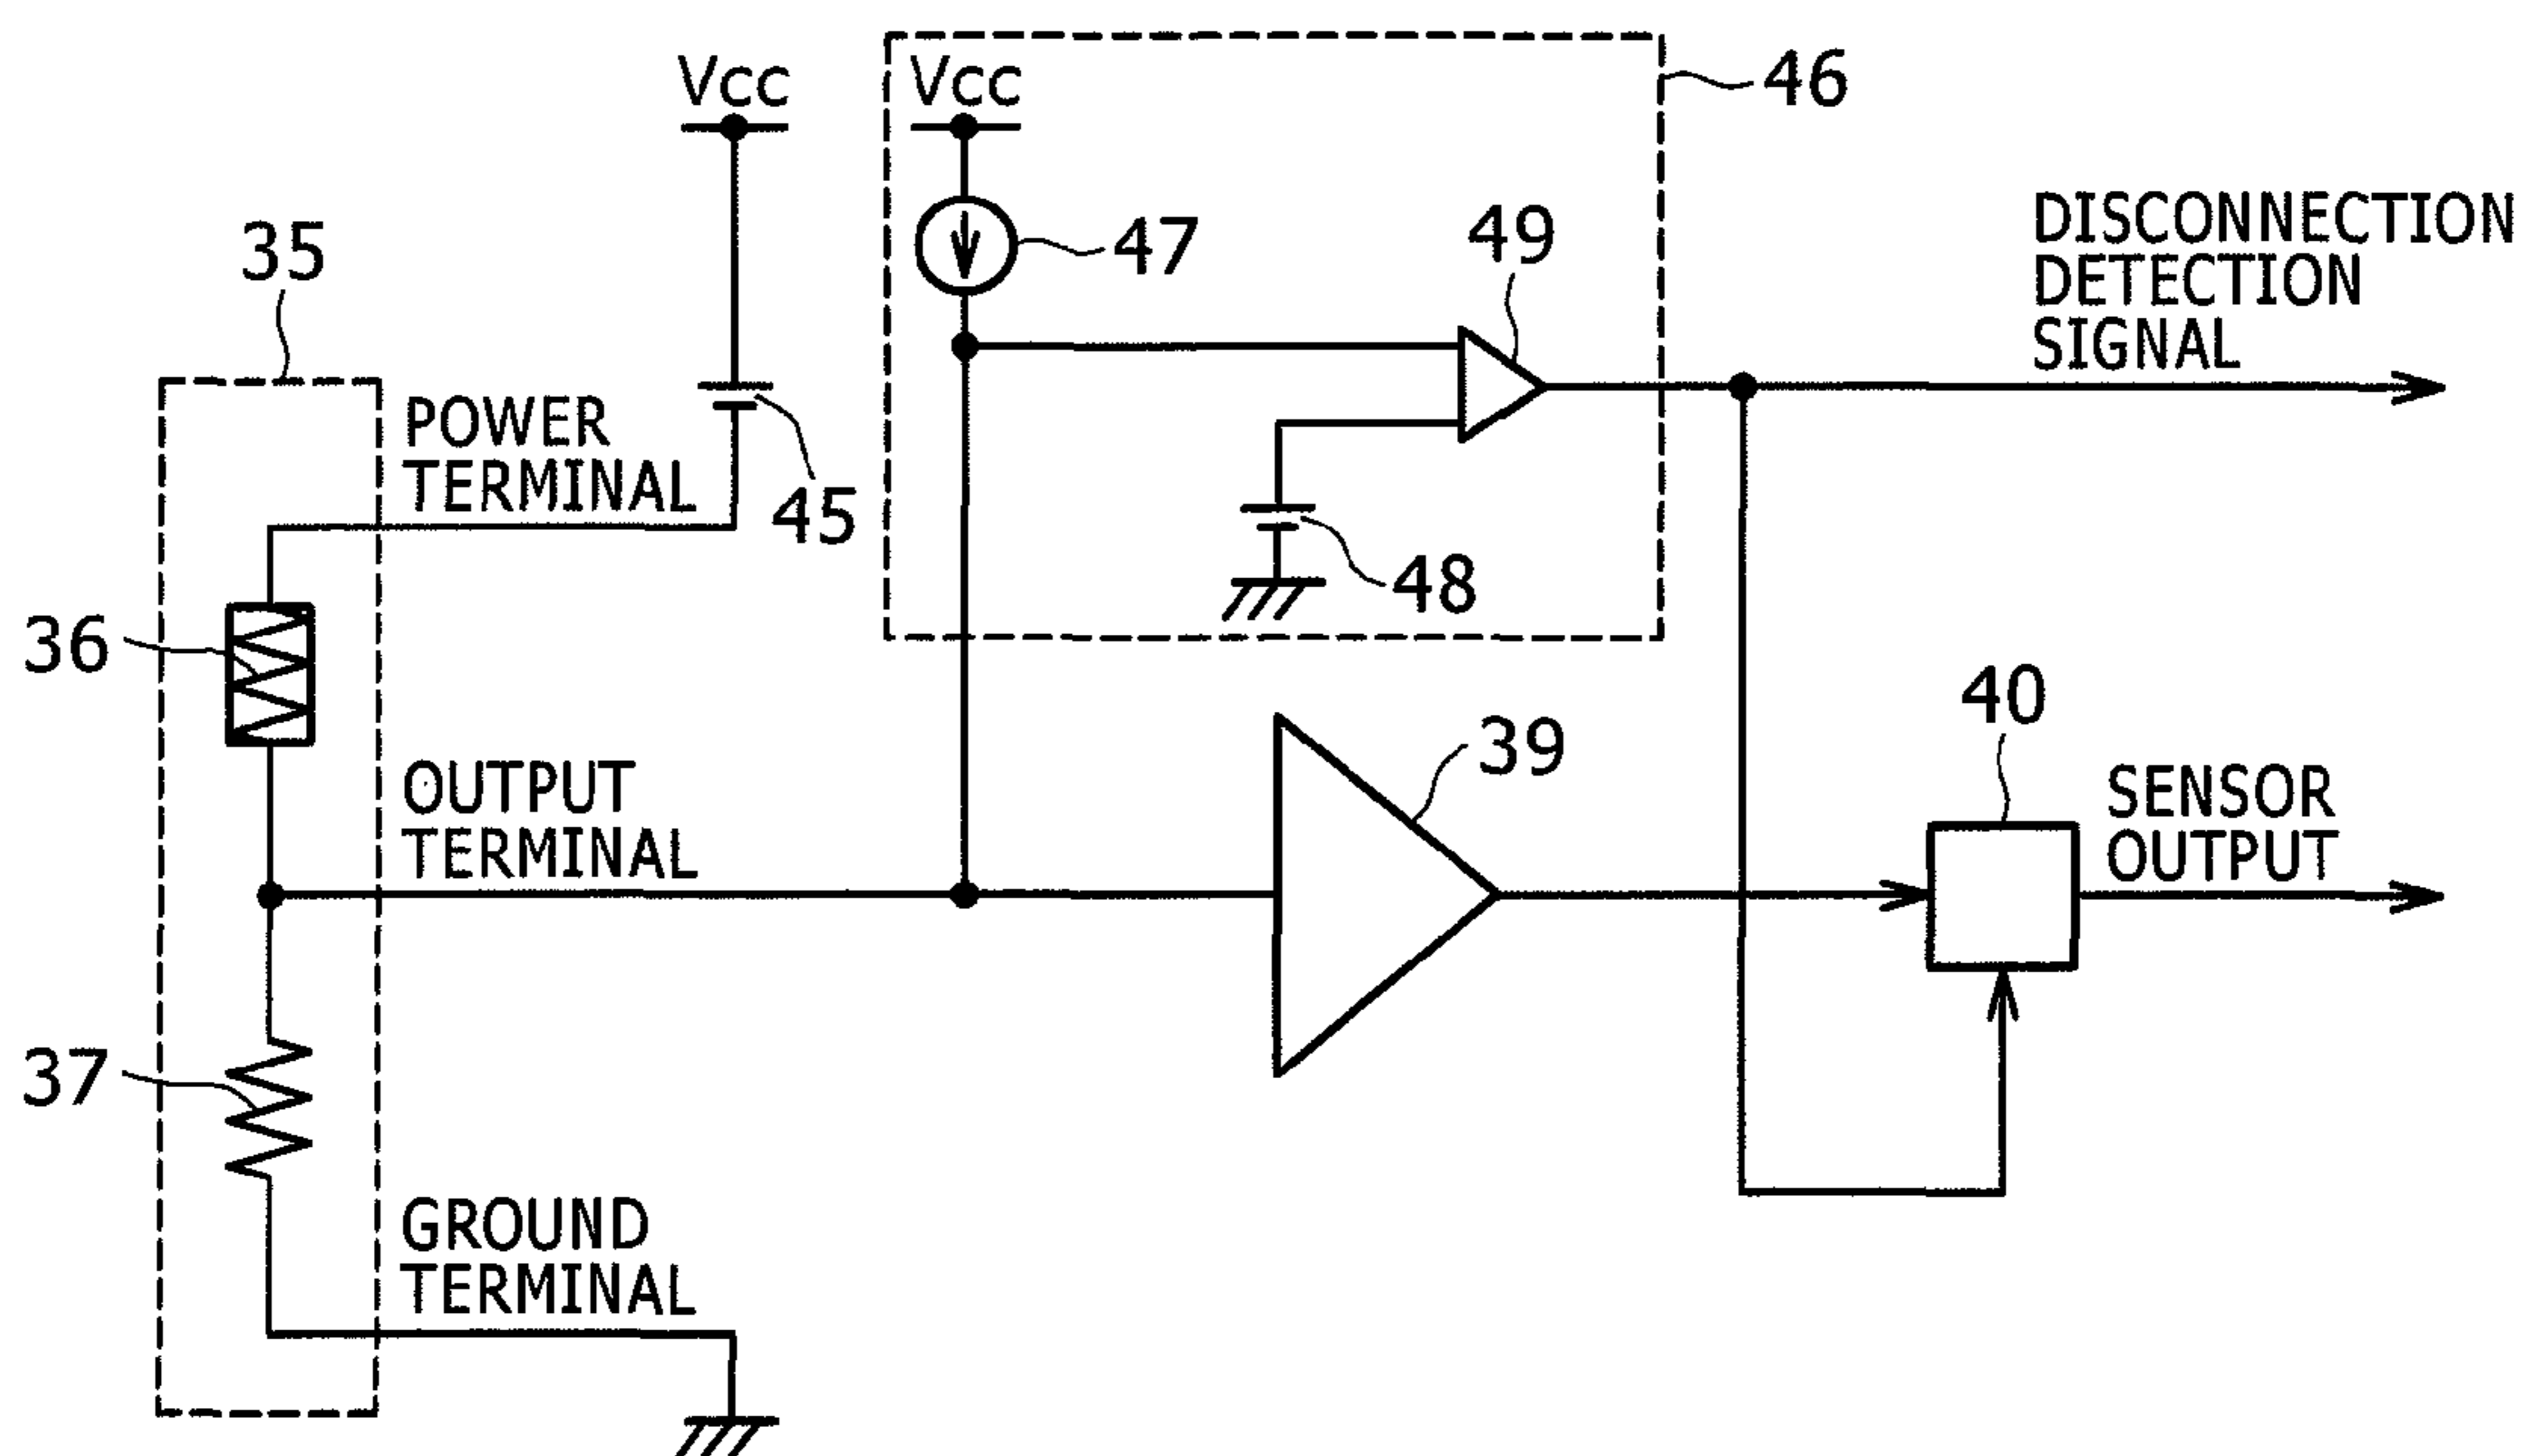 Vcc
Vcc
46
35
47
49
DISCONNECTION
DETECTION
SIGNAL
POWER
TERMINAL
45
48
36
39
40
OUTPUT
TERMINAL
SENSOR
OUTPUT
37
GROUND
TERMINAL